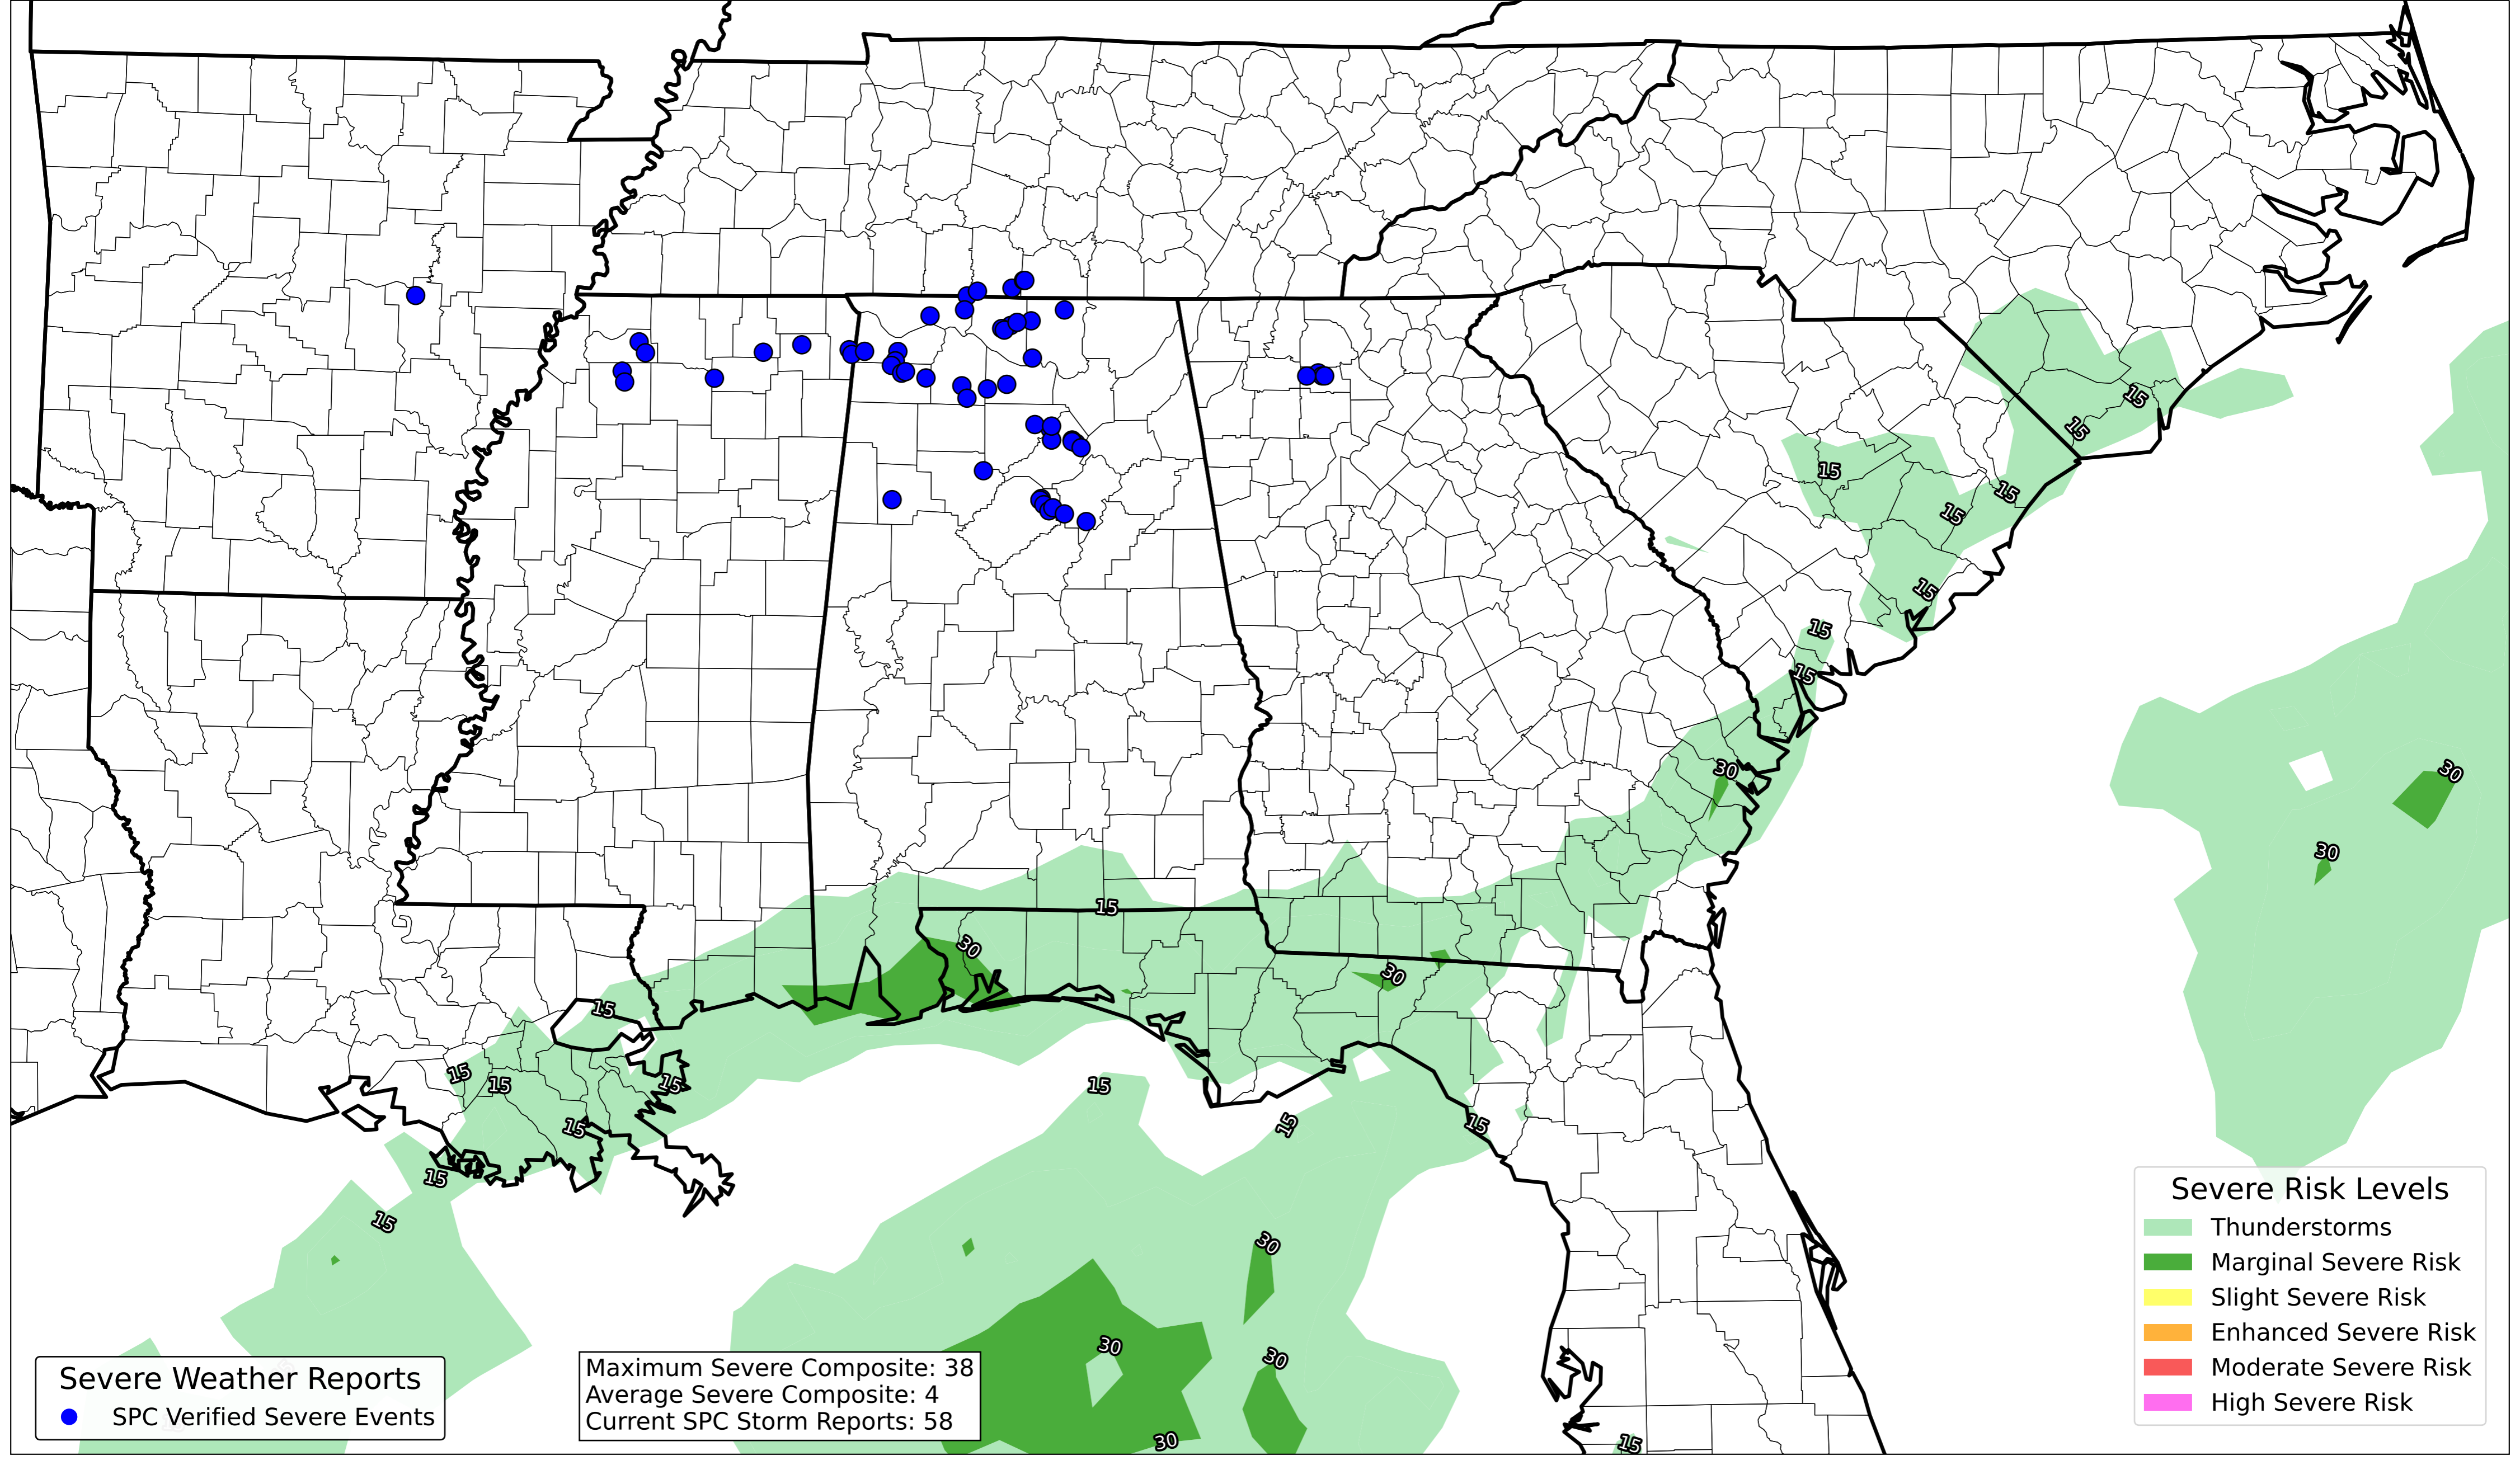 15
15
15
15
15
15
15
15
30
30
30
15
30
30
15
15
15
15
15
15
15
15
15
15
30
30
30
30
15
Severe Weather Reports
SPC Verified Severe Events
Maximum Severe Composite: 38
Average Severe Composite: 4
Current SPC Storm Reports: 58
Severe Risk Levels
Thunderstorms
Marginal Severe Risk
Slight Severe Risk
Enhanced Severe Risk
Moderate Severe Risk
High Severe Risk